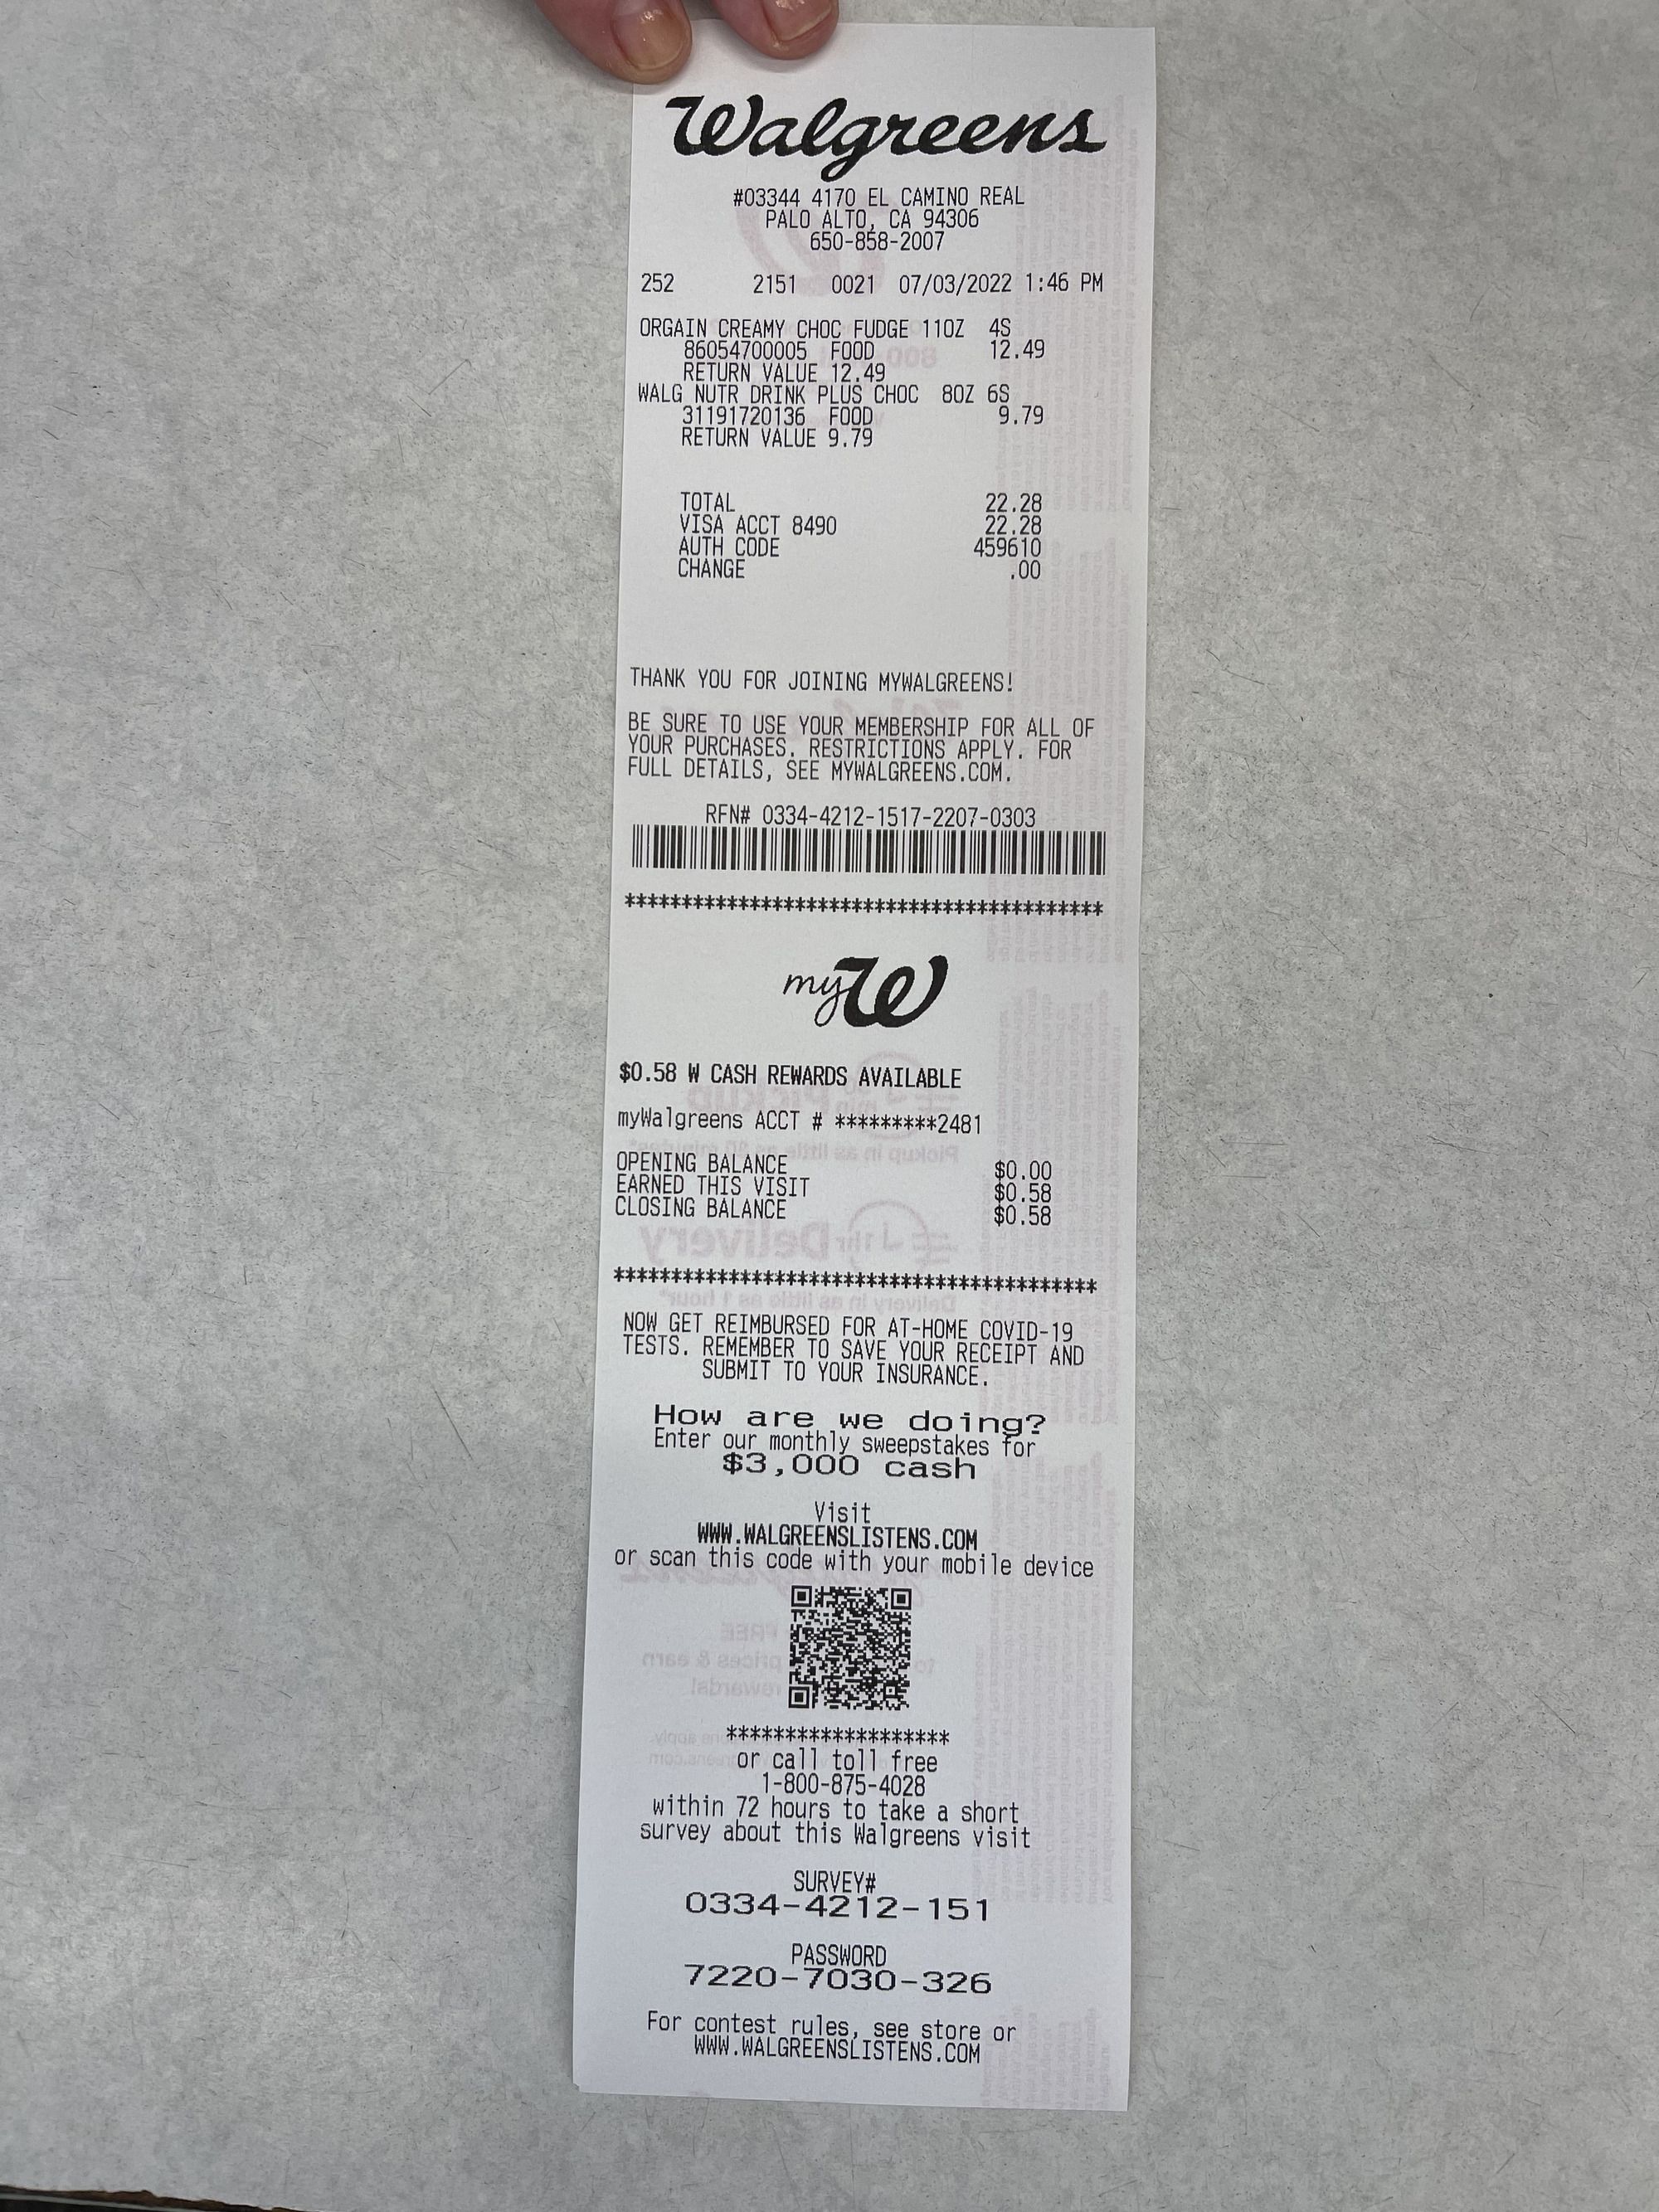 Walgreens
#03344 4170 EL CAMINO REAL
PALO ALTO, CA 94306
650-858-2007
252 2151 0021 07/03/2022 1:46 PM
ORGAIN CREAMY CHOC FUDGE 11OZ 4S
86054700005 FOOD 12.49
RETURN VALUE 12.49
WALG NUTR DRINK PLUS CHOC 8OZ 6S
31191720136 FOOD 9.79
RETURN VALUE 9.79
TOTAL 22.28
VISA ACCT 8490 22.28
AUTH CODE 459610
CHANGE .00
THANK YOU FOR JOINING MYWALGREENS!
BE SURE TO USE YOUR MEMBERSHIP FOR ALL OF
YOUR PURCHASES. RESTRICTIONS APPLY. FOR
FULL DETAILS, SEE MYWALGREENS.COM.
RFN# 0334-4212-1517-2207-0303
******************************************
myW
$0.58 W CASH REWARDS AVAILABLE
myWalgreens ACCT # *********2481
OPENING BALANCE $0.00
EARNED THIS VISIT $0.58
CLOSING BALANCE $0.58
******************************************
NOW GET REIMBURSED FOR AT-HOME COVID-19
TESTS. REMEMBER TO SAVE YOUR RECEIPT AND
SUBMIT TO YOUR INSURANCE.
How are we doing?
Enter our monthly sweepstakes for
$3,000 cash
Visit
WWW.WALGREENSLISTENS.COM
or scan this code with your mobile device
********************
or call toll free
1-800-875-4028
within 72 hours to take a short
survey about this Walgreens visit
SURVEY#
0334-4212-151
PASSWORD
7220-7030-326
For contest rules, see store or
WWW.WALGREENSLISTENS.COM